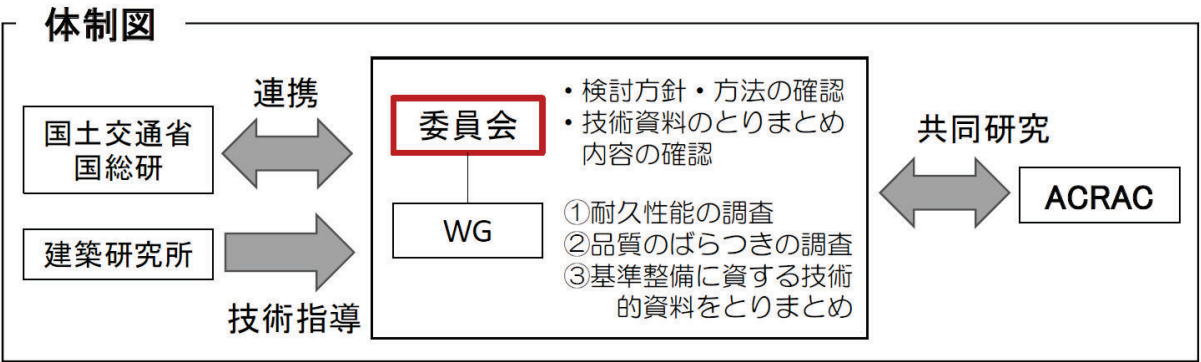 体制図
連携
国土交通省
国総研
建築研究所
技術指導
委員会
・検討方針・方法の確認
・技術資料のとりまとめ
内容の確認
WG
①耐久性能の調査
②品質のばらつきの調査
③基準整備に資する技術
的資料をとりまとめ
共同研究
ACRAC